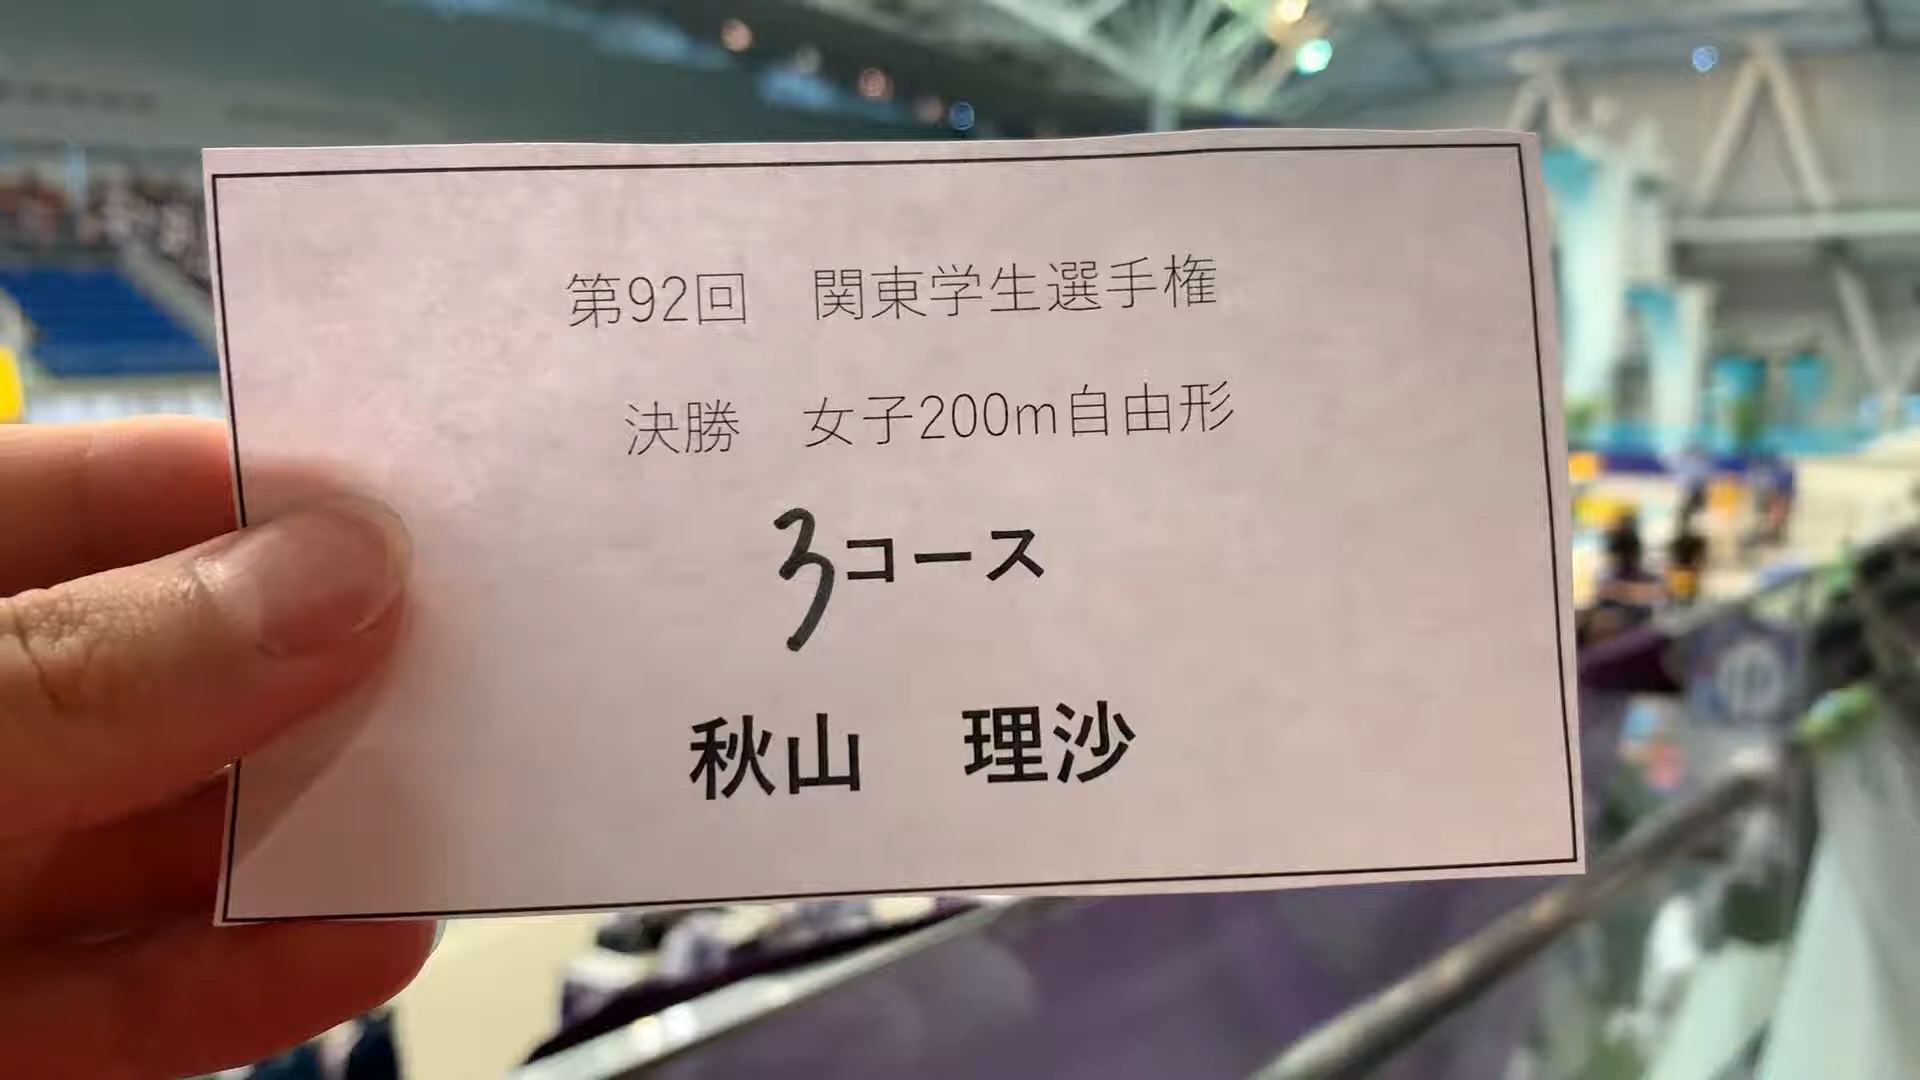 第92回　関東学生選手権
決勝　女子200m自由形
3コース
秋山　理沙